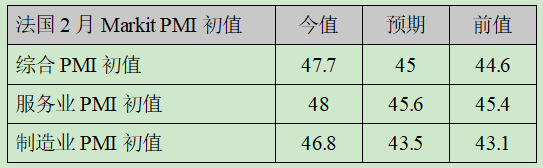 法国 2 月 Markit PMI 初值 今值 预期 前值
综合 PMI 初值 47.7 45 44.6
服务业 PMI 初值 48 45.6 45.4
制造业 PMI 初值 46.8 43.5 43.1